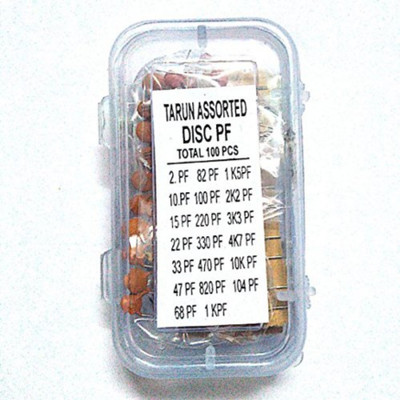 TARUN ASSORTED
DISC PF
TOTAL 100 PCS
2. PF 82 PF 1 K5PF
10.PF 100 PF 2K2 PF
15 PF 220 PF 3K3 PF
22 PF 330 PF 4K7 PF
33 PF 470 PF 10K PF
47 PF 820 PF 104 PF
68 PF 1 KPF